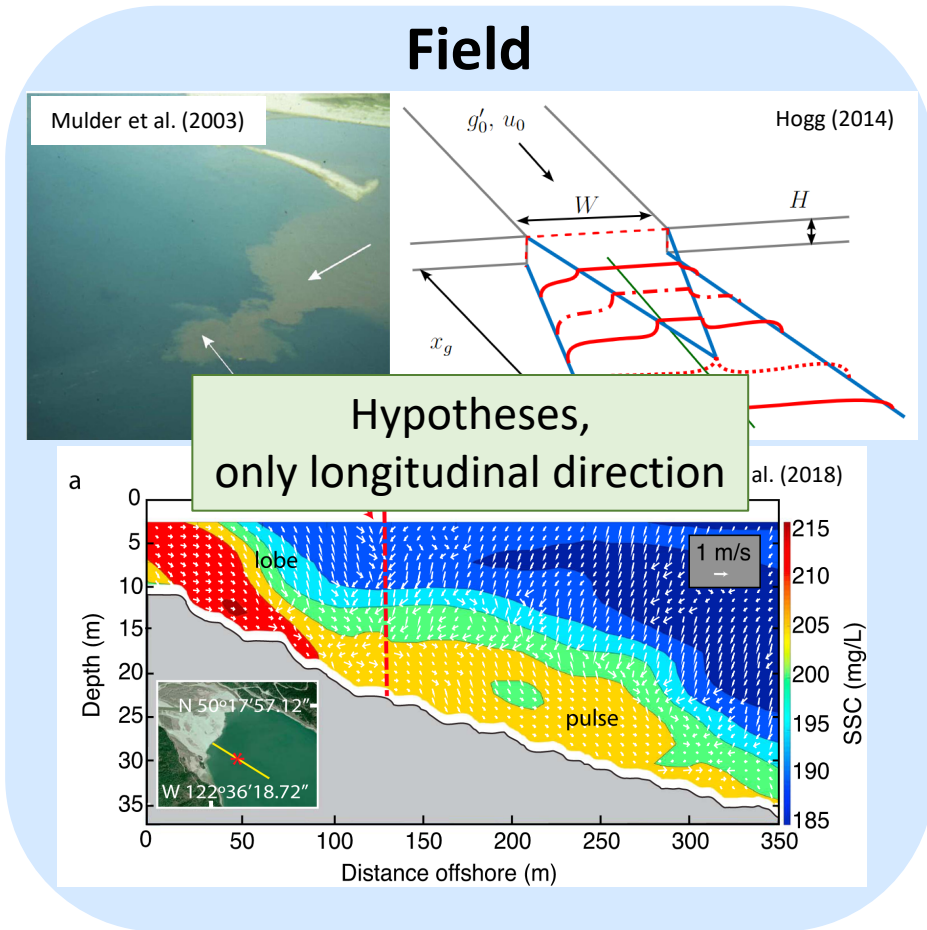 Field
Mulder et al. (2003)
g′₀, u₀
Hogg (2014)
W
H
x_g
Hypotheses,
only longitudinal direction
al. (2018)
a
0
5
10
15
20
25
30
35
Depth (m)
lobe
pulse
1 m/s
N 50º17’57.12”
W 122º36’18.72”
215
210
205
200
195
190
185
SSC (mg/L)
0 50 100 150 200 250 300 350
Distance offshore (m)